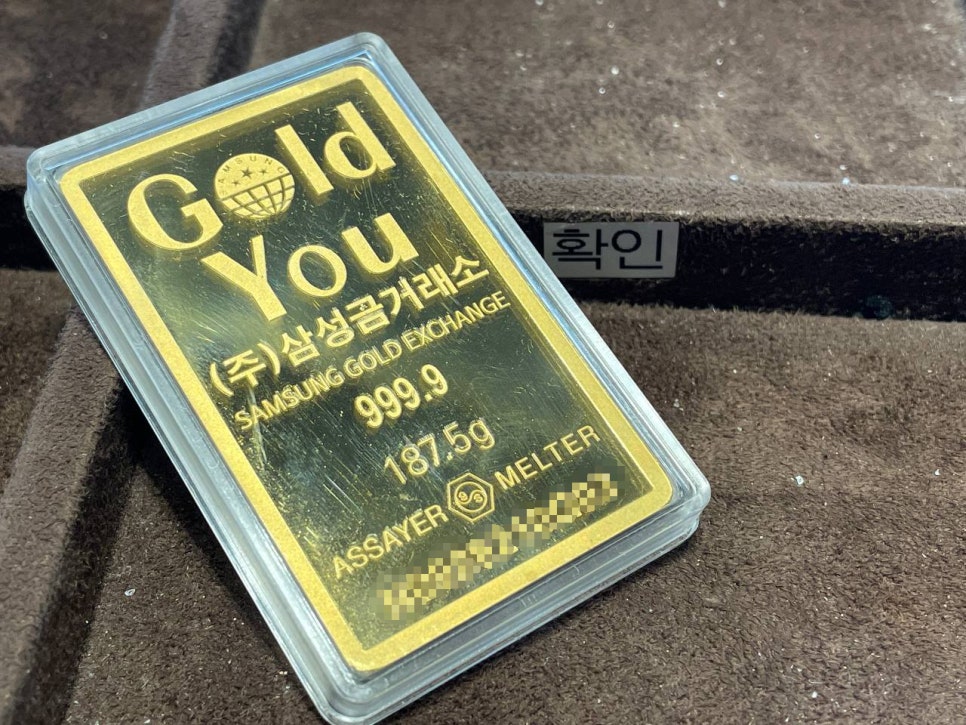 Gold
SAMSUNG
You
(주)삼성금거래소
SAMSUNG GOLD EXCHANGE
999.9
187.5g
ASSAYER MELTER
확인